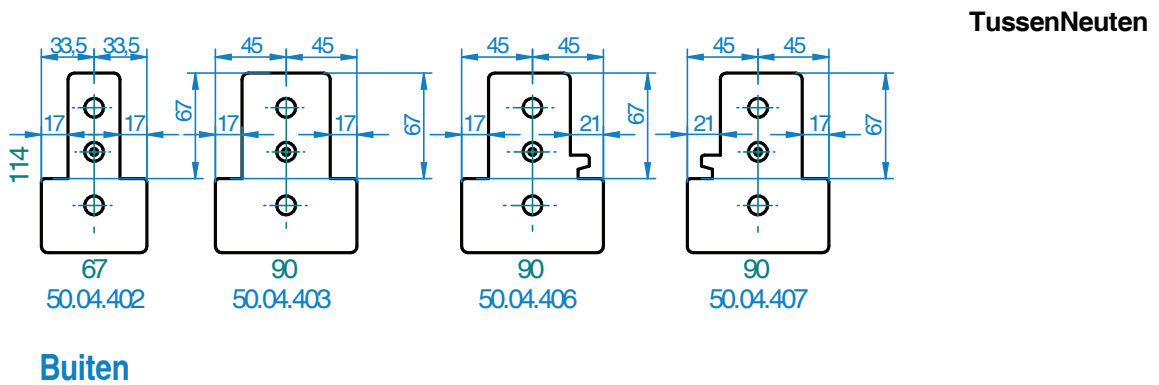 TussenNeuten
33,5 33,5 45 45 45 45 45 45
67 67 67 67
17 17 17 17 17 21 21 17
114
67 90 90 90
50.04.402 50.04.403 50.04.406 50.04.407
Buiten